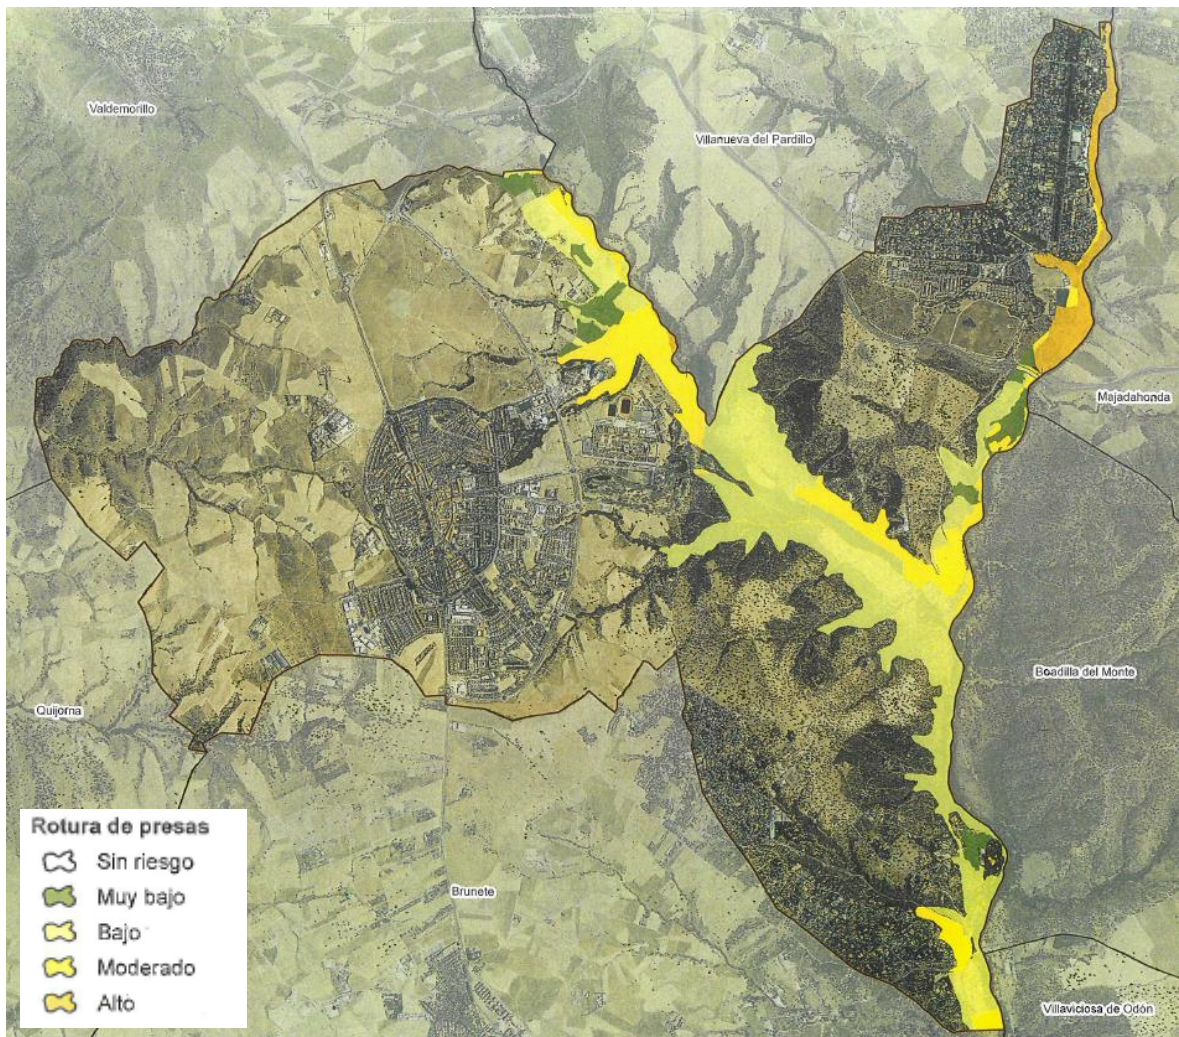 Valdemorillo
Villanueva del Pardillo
Majadahonda
Boadilla del Monte
Quijorna
Brunete
Villaviciosa de Odón
Rotura de presas
Sin riesgo
Muy bajo
Bajo
Moderado
Alto